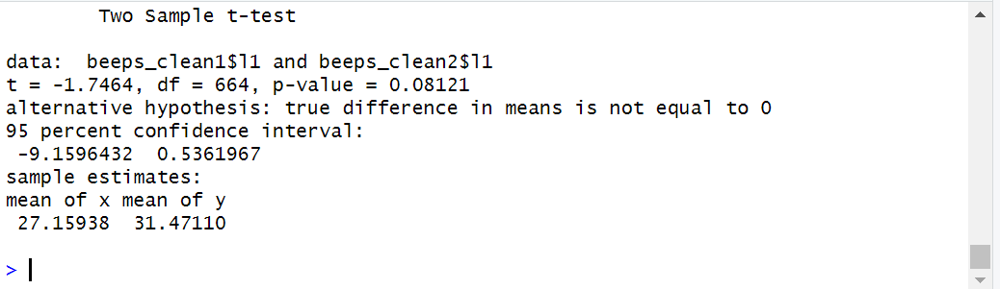 Two Sample t-test
data:  beeps_clean1$l1 and beeps_clean2$l1
t = -1.7464, df = 664, p-value = 0.08121
alternative hypothesis: true difference in means is not equal to 0
95 percent confidence interval:
 -9.1596432  0.5361967
sample estimates:
mean of x mean of y
 27.15938  31.47110
>